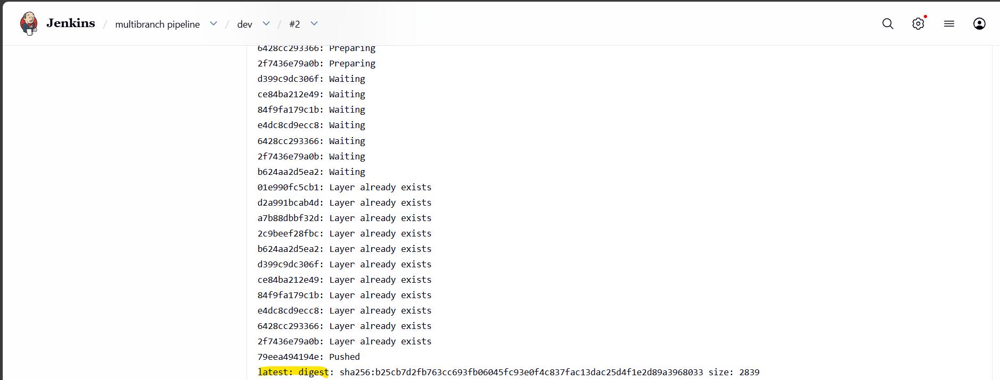 Jenkins / multibranch pipeline / dev / #2
6428cc293366: Preparing
2f7436e79a0b: Preparing
d399c9dc306f: Waiting
ce84ba212e49: Waiting
84f9fa179c1b: Waiting
e4dc8cd9ecc8: Waiting
6428cc293366: Waiting
2f7436e79a0b: Waiting
b624aa2d5ea2: Waiting
01e990fc5cb1: Layer already exists
d2a991bcab4d: Layer already exists
a7b88dbbf32d: Layer already exists
2c9beef28fbc: Layer already exists
b624aa2d5ea2: Layer already exists
d399c9dc306f: Layer already exists
ce84ba212e49: Layer already exists
84f9fa179c1b: Layer already exists
e4dc8cd9ecc8: Layer already exists
6428cc293366: Layer already exists
2f7436e79a0b: Layer already exists
79eea494194e: Pushed
latest: digest: sha256:b25cb7d2fb763cc693fb06045fc93e0f4c837fac13dac25d4f1e2d89a3968033 size: 2839